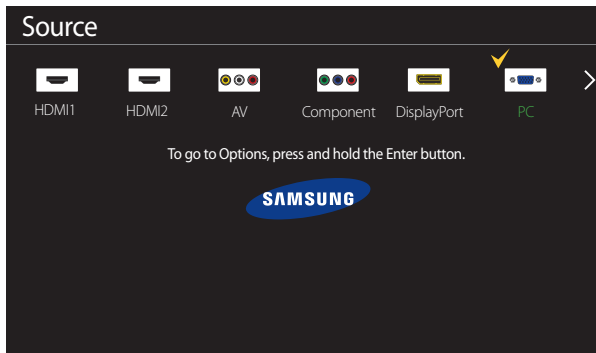 Source
HDMI1 HDMI2 AV Component DisplayPort PC
To go to Options, press and hold the Enter button.
SAMSUNG